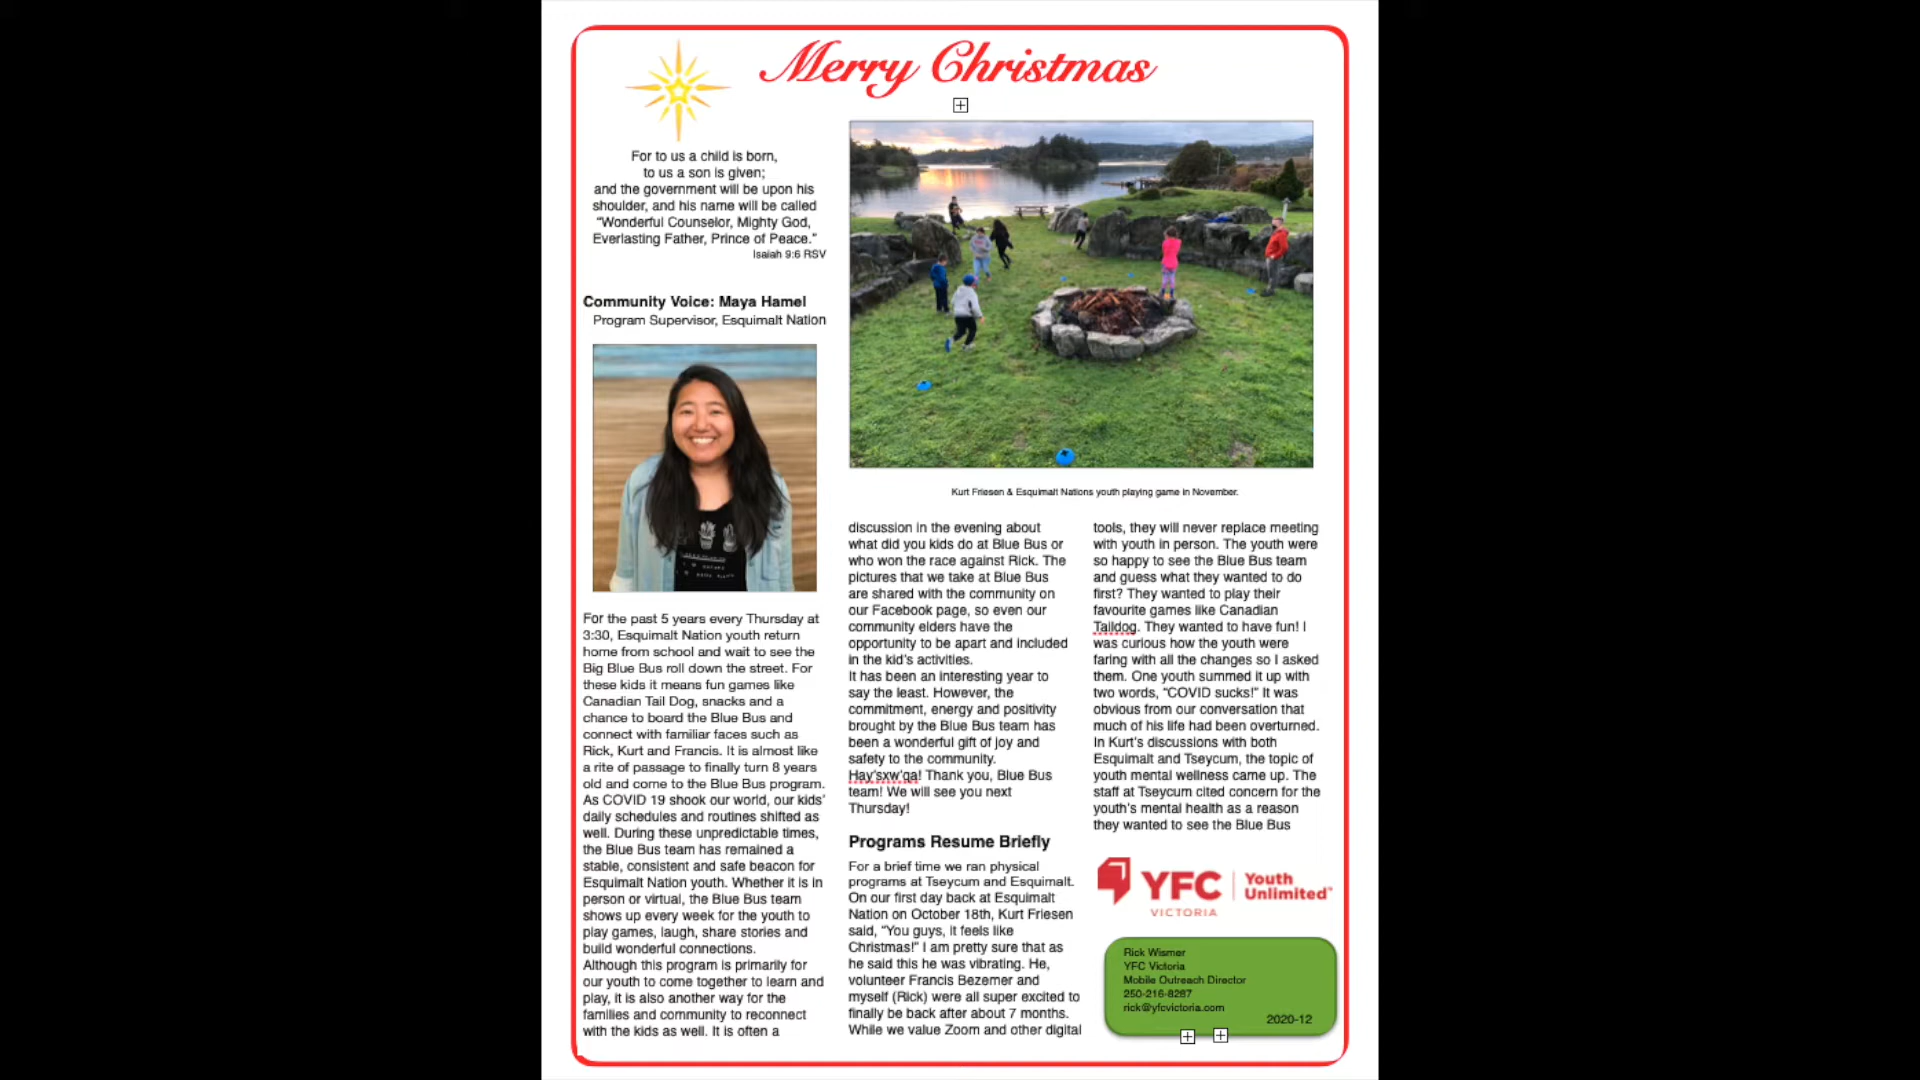 Merry Christmas
For to us a child is born,
to us a son is given;
and the government will be upon his
shoulder, and his name will be called
“Wonderful Counselor, Mighty God,
Everlasting Father, Prince of Peace.”
Isaiah 9:6 RSV
Community Voice: Maya Hamel
Program Supervisor, Esquimalt Nation
For the past 5 years every Thursday at
3:30, Esquimalt Nation youth return
home from school and wait to see the
Big Blue Bus roll down the street. For
these kids it means fun games like
Canadian Tail Dog, snacks and a
chance to board the Blue Bus and
connect with familiar faces such as
Rick, Kurt and Francis. It is almost like
a rite of passage to finally turn 8 years
old and come to the Blue Bus program.
As COVID 19 shook our world, our kids’
daily schedules and routines shifted as
well. During these unpredictable times,
the Blue Bus team has remained a
stable, consistent and safe beacon for
Esquimalt Nation youth. Whether it is in
person or virtual, the Blue Bus team
shows up every week for the youth to
play games, laugh, share stories and
build wonderful connections.
Although this program is primarily for
our youth to come together to learn and
play, it is also another way for the
families and community to reconnect
with the kids as well. It is often a
Kurt Friesen & Esquimalt Nations youth playing game in November.
discussion in the evening about
what did you kids do at Blue Bus or
who won the race against Rick. The
pictures that we take at Blue Bus
are shared with the community on
our Facebook page, so even our
community elders have the
opportunity to be apart and included
in the kid’s activities.
It has been an interesting year to
say the least. However, the
commitment, energy and positivity
brought by the Blue Bus team has
been a wonderful gift of joy and
safety to the community.
Hay’sxw’qa! Thank you, Blue Bus
team! We will see you next
Thursday!
Programs Resume Briefly
For a brief time we ran physical
programs at Tseycum and Esquimalt.
On our first day back at Esquimalt
Nation on October 18th, Kurt Friesen
said, “You guys, it feels like
Christmas!” I am pretty sure that as
he said this he was vibrating. He,
volunteer Francis Bezemer and
myself (Rick) were all super excited to
finally be back after about 7 months.
While we value Zoom and other digital
tools, they will never replace meeting
with youth in person. The youth were
so happy to see the Blue Bus team
and guess what they wanted to do
first? They wanted to play their
favourite games like Canadian
Taildog. They wanted to have fun! I
was curious how the youth were
faring with all the changes so I asked
them. One youth summed it up with
two words, “COVID sucks!” It was
obvious from our conversation that
much of his life had been overturned.
In Kurt’s discussions with both
Esquimalt and Tseycum, the topic of
youth mental wellness came up. The
staff at Tseycum cited concern for the
youth’s mental health as a reason
they wanted to see the Blue Bus
YFC
VICTORIA
Youth
Unlimited™
Rick Wismer
YFC Victoria
Mobile Outreach Director
250-216-8287
rick@yfcvictoria.com
2020-12